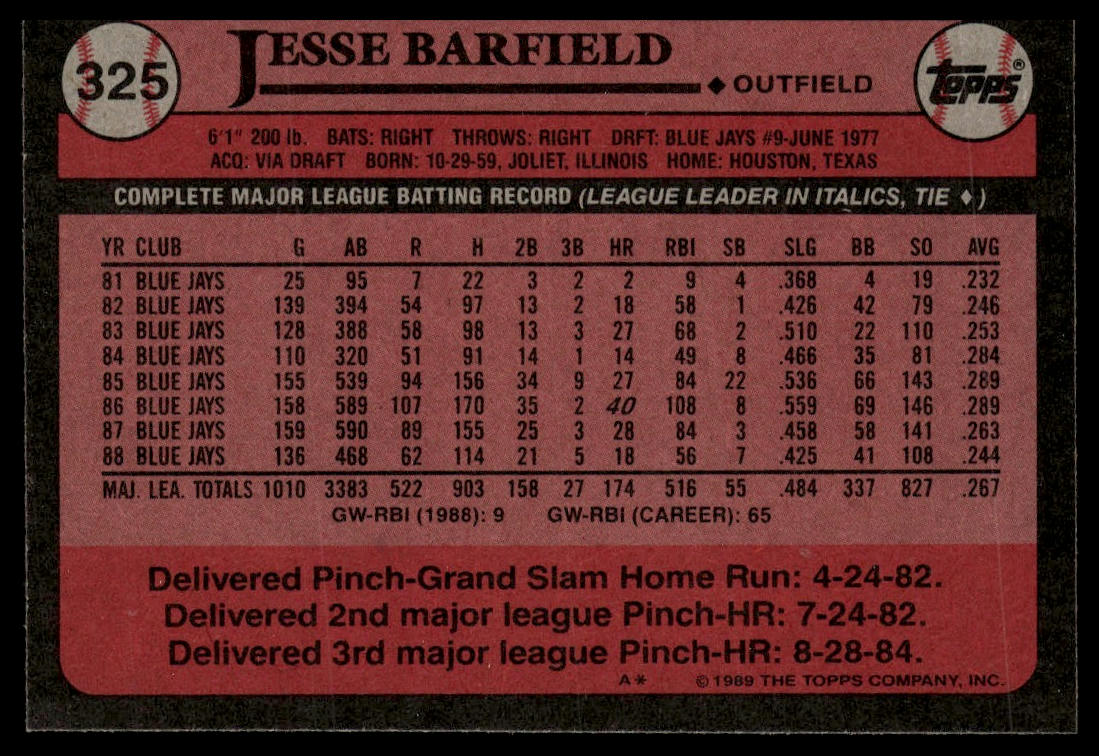 325
JESSE BARFIELD
◆ OUTFIELD
TOPPS®
6'1" 200 lb. BATS: RIGHT THROWS: RIGHT DRFT: BLUE JAYS #9-JUNE 1977
ACQ: VIA DRAFT BORN: 10-29-59, JOLIET, ILLINOIS HOME: HOUSTON, TEXAS
COMPLETE MAJOR LEAGUE BATTING RECORD (LEAGUE LEADER IN ITALICS, TIE ♦)
YR CLUB G AB R H 2B 3B HR RBI SB SLG BB SO AVG
81 BLUE JAYS 25 95 7 22 3 2 2 9 4 .368 4 19 .232
82 BLUE JAYS 139 394 54 97 13 2 18 58 1 .426 42 79 .246
83 BLUE JAYS 128 388 58 98 13 3 27 68 2 .510 22 110 .253
84 BLUE JAYS 110 320 51 91 14 1 14 49 8 .466 35 81 .284
85 BLUE JAYS 155 539 94 156 34 9 27 84 22 .536 66 143 .289
86 BLUE JAYS 158 589 107 170 35 2 40 108 8 .559 69 146 .289
87 BLUE JAYS 159 590 89 155 25 3 28 84 3 .458 58 141 .263
88 BLUE JAYS 136 468 62 114 21 5 18 56 7 .425 41 108 .244
MAJ. LEA. TOTALS 1010 3383 522 903 158 27 174 516 55 .484 337 827 .267
GW-RBI (1988): 9 GW-RBI (CAREER): 65
Delivered Pinch-Grand Slam Home Run: 4-24-82.
Delivered 2nd major league Pinch-HR: 7-24-82.
Delivered 3rd major league Pinch-HR: 8-28-84.
A* © 1989 THE TOPPS COMPANY, INC.